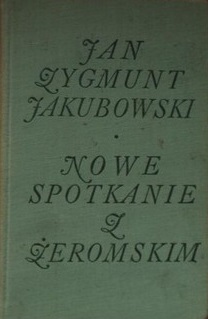 JAN
ZYGMUNT
JAKUBOWSKI
•
NOWE
SPOTKANIE
Z
ŻEROMSKIM